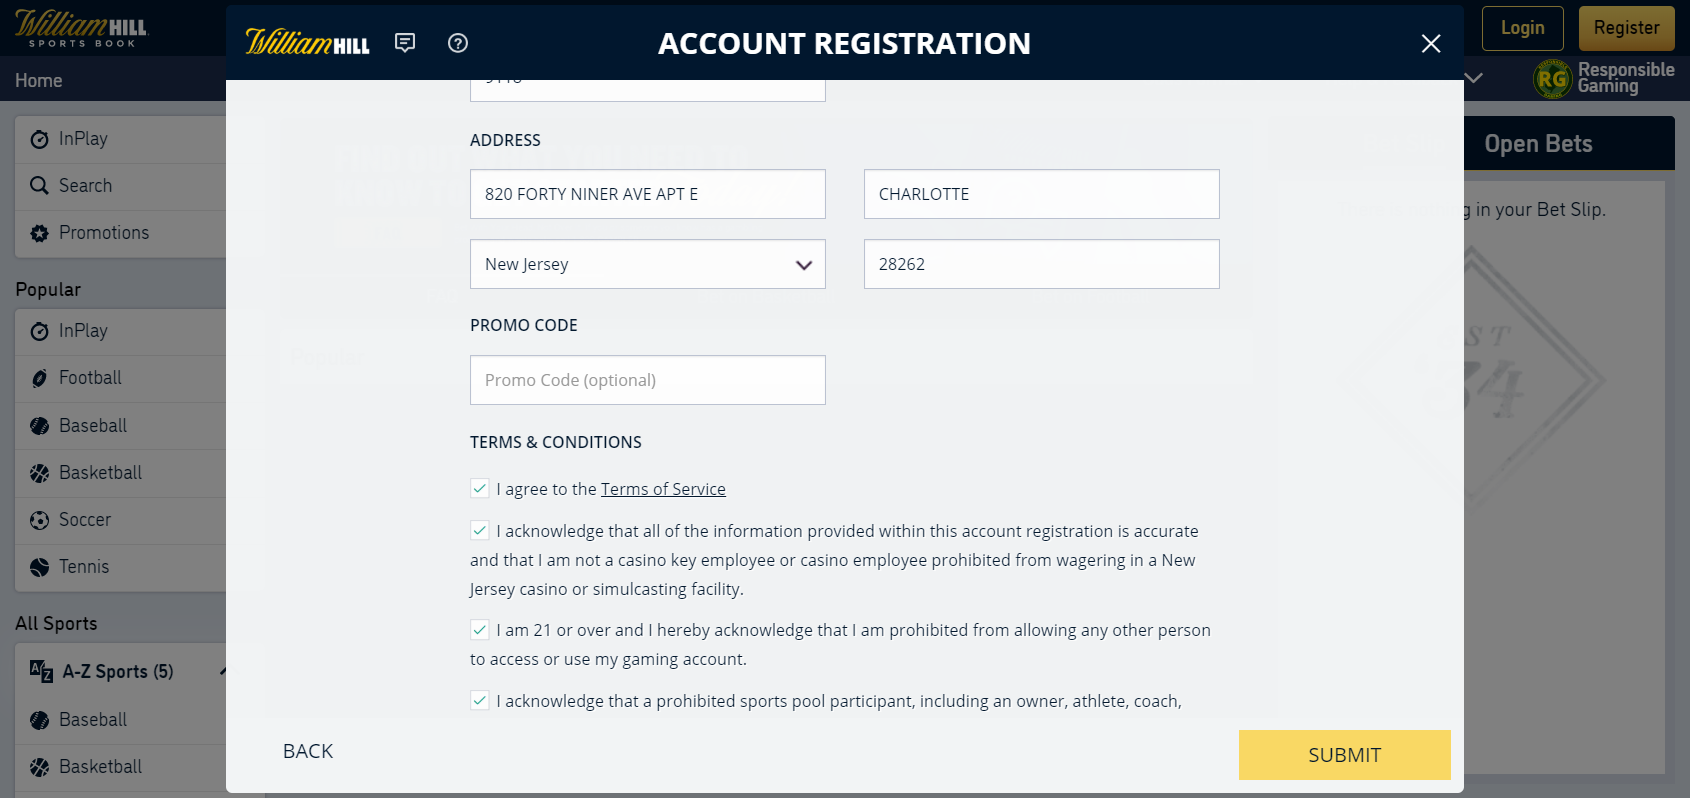 William HILL
SPORTS BOOK
Login
Register
Home
Responsible
Gaming
William HILL
ACCOUNT REGISTRATION
InPlay
Search
Promotions
Popular
InPlay
Football
Baseball
Basketball
Soccer
Tennis
All Sports
A-Z Sports (5)
Baseball
Basketball
ADDRESS
820 FORTY NINER AVE APT E
CHARLOTTE
New Jersey
28262
PROMO CODE
Promo Code (optional)
TERMS & CONDITIONS
I agree to the Terms of Service
I acknowledge that all of the information provided within this account registration is accurate
and that I am not a casino key employee or casino employee prohibited from wagering in a New
Jersey casino or simulcasting facility.
I am 21 or over and I hereby acknowledge that I am prohibited from allowing any other person
to access or use my gaming account.
I acknowledge that a prohibited sports pool participant, including an owner, athlete, coach,
BACK
SUBMIT
Open Bets
in your Bet Slip.
RG